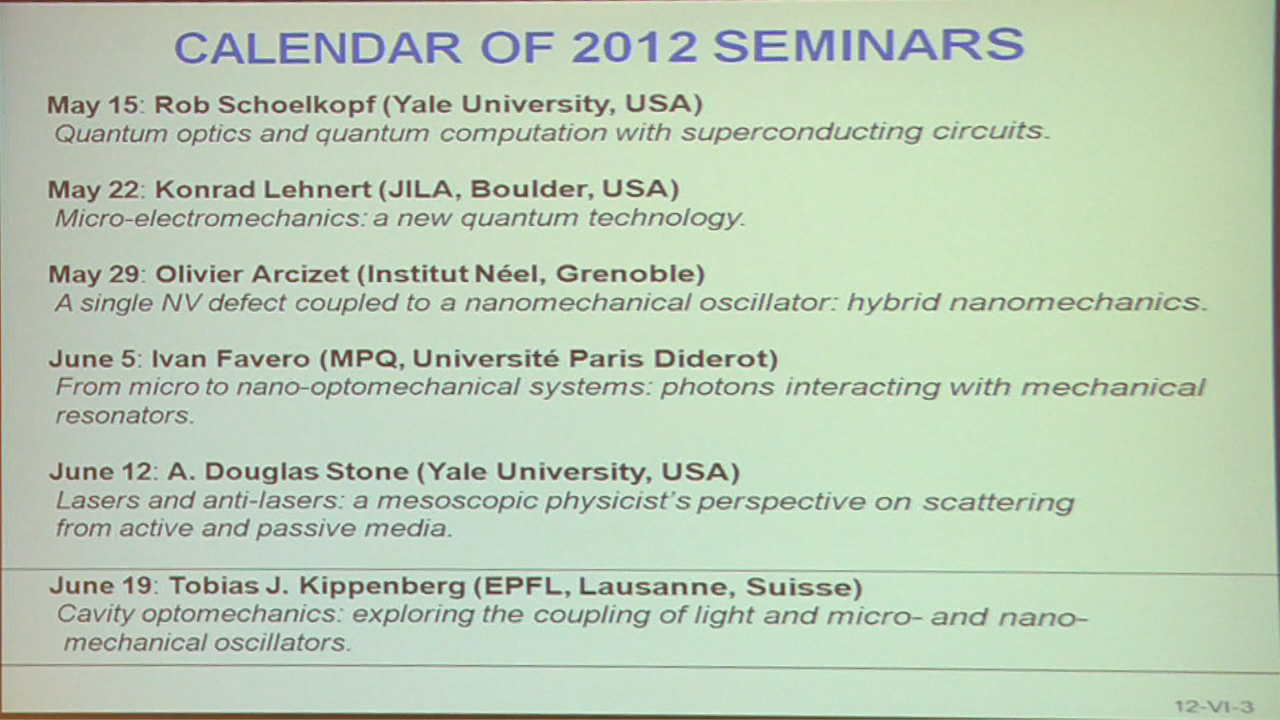 CALENDAR OF 2012 SEMINARS
May 15: Rob Schoelkopf (Yale University, USA)
Quantum optics and quantum computation with superconducting circuits.
May 22: Konrad Lehnert (JILA, Boulder, USA)
Micro-electromechanics: a new quantum technology.
May 29: Olivier Arcizet (Institut Néel, Grenoble)
A single NV defect coupled to a nanomechanical oscillator: hybrid nanomechanics.
June 5: Ivan Favero (MPQ, Université Paris Diderot)
From micro to nano-optomechanical systems: photons interacting with mechanical
resonators.
June 12: A. Douglas Stone (Yale University, USA)
Lasers and anti-lasers: a mesoscopic physicist's perspective on scattering
from active and passive media.
June 19: Tobias J. Kippenberg (EPFL, Lausanne, Suisse)
Cavity optomechanics: exploring the coupling of light and micro- and nano-
mechanical oscillators.
12-VI-3